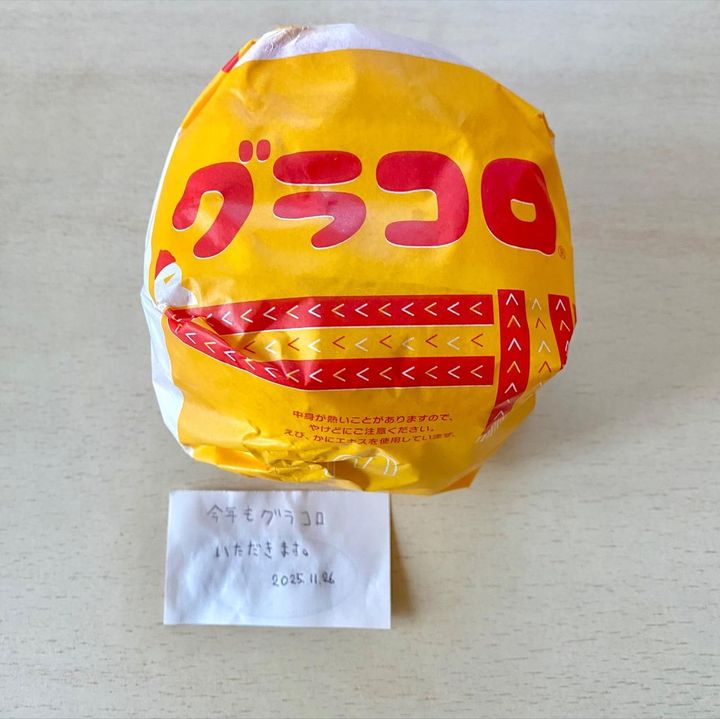 グラコロ®
中身が熱いことがありますので、
やけどにご注意ください。
えび、かにエキスを使用しています。
今年もグラコロ
いただきます。
2025.11.26